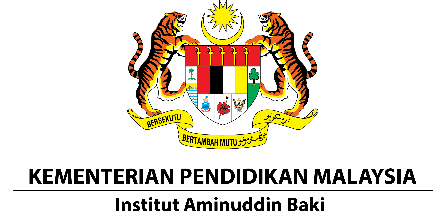 BERSEKUTU
BERTAMBAH MUTU
KEMENTERIAN PENDIDIKAN MALAYSIA
Institut Aminuddin Baki